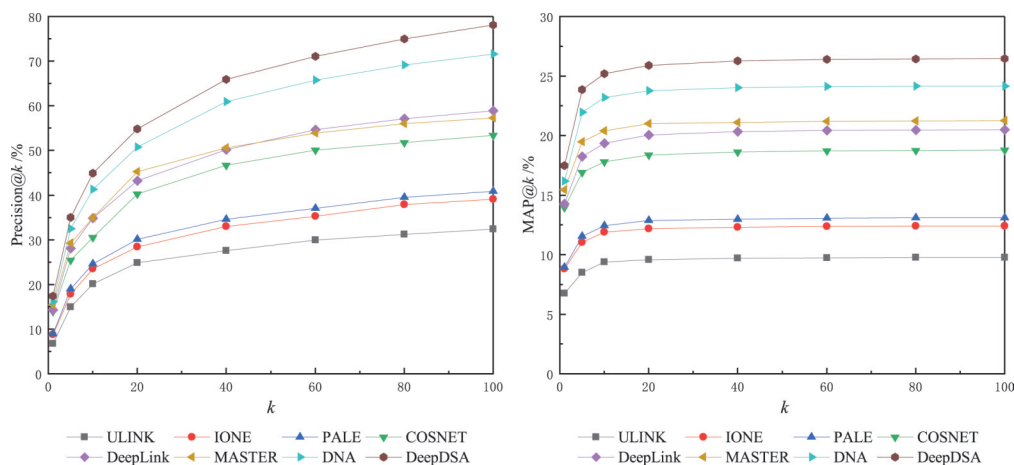 Precision@k /%
80
70
60
50
40
30
20
10
0
0 20 40 60 80 100
k
ULINK IONE PALE COSNET
DeepLink MASTER DNA DeepDSA
MAP@k /%
30
25
20
15
10
5
0
0 20 40 60 80 100
k
ULINK IONE PALE COSNET
DeepLink MASTER DNA DeepDSA